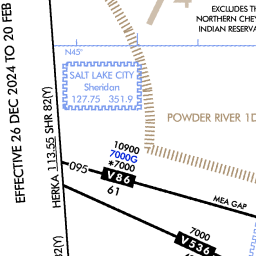 EFFECTIVE 26 DEC 2024 TO 20 FEB
HERKA 113.55 SHR 82(Y)
82(Y)
N45°
EXCLUDES TH
NORTHERN CHEY
INDIAN RESERVA
SALT LAKE CITY
Sheridan
127.75 351.9
POWDER RIVER 1D
10900
7000G
*7000
095
V86
61
MEA GAP
7000
V536